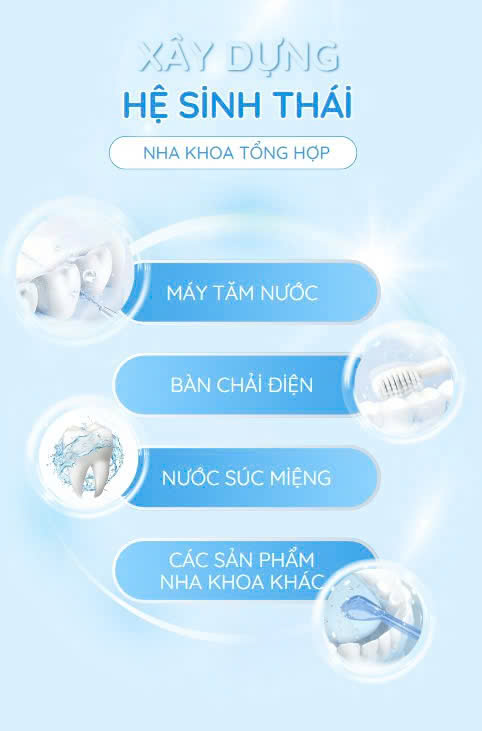 XÂY DỰNG
HỆ SINH THÁI
NHA KHOA TỔNG HỢP
MÁY TĂM NƯỚC
BÀN CHẢI ĐIỆN
NƯỚC SÚC MIỆNG
CÁC SẢN PHẨM
NHA KHOA KHÁC